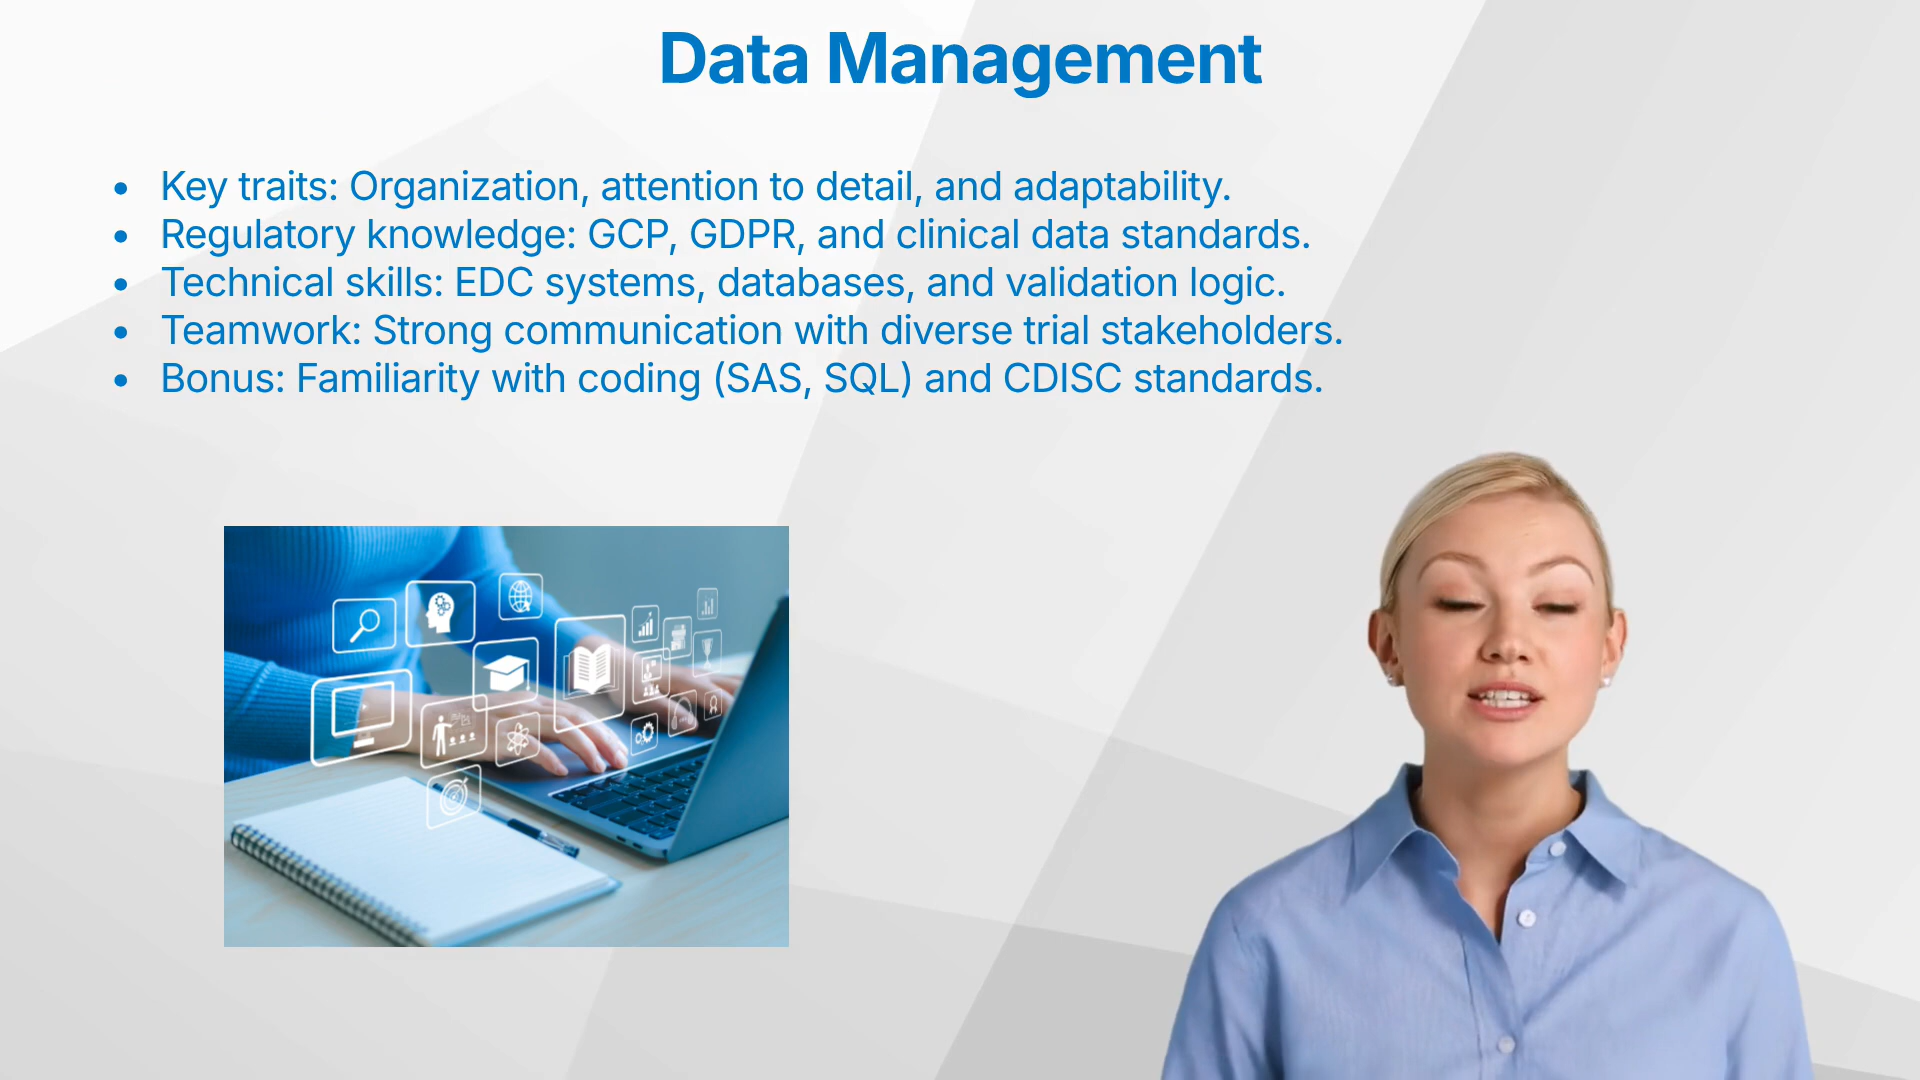 Data Management
• Key traits: Organization, attention to detail, and adaptability.
• Regulatory knowledge: GCP, GDPR, and clinical data standards.
• Technical skills: EDC systems, databases, and validation logic.
• Teamwork: Strong communication with diverse trial stakeholders.
• Bonus: Familiarity with coding (SAS, SQL) and CDISC standards.